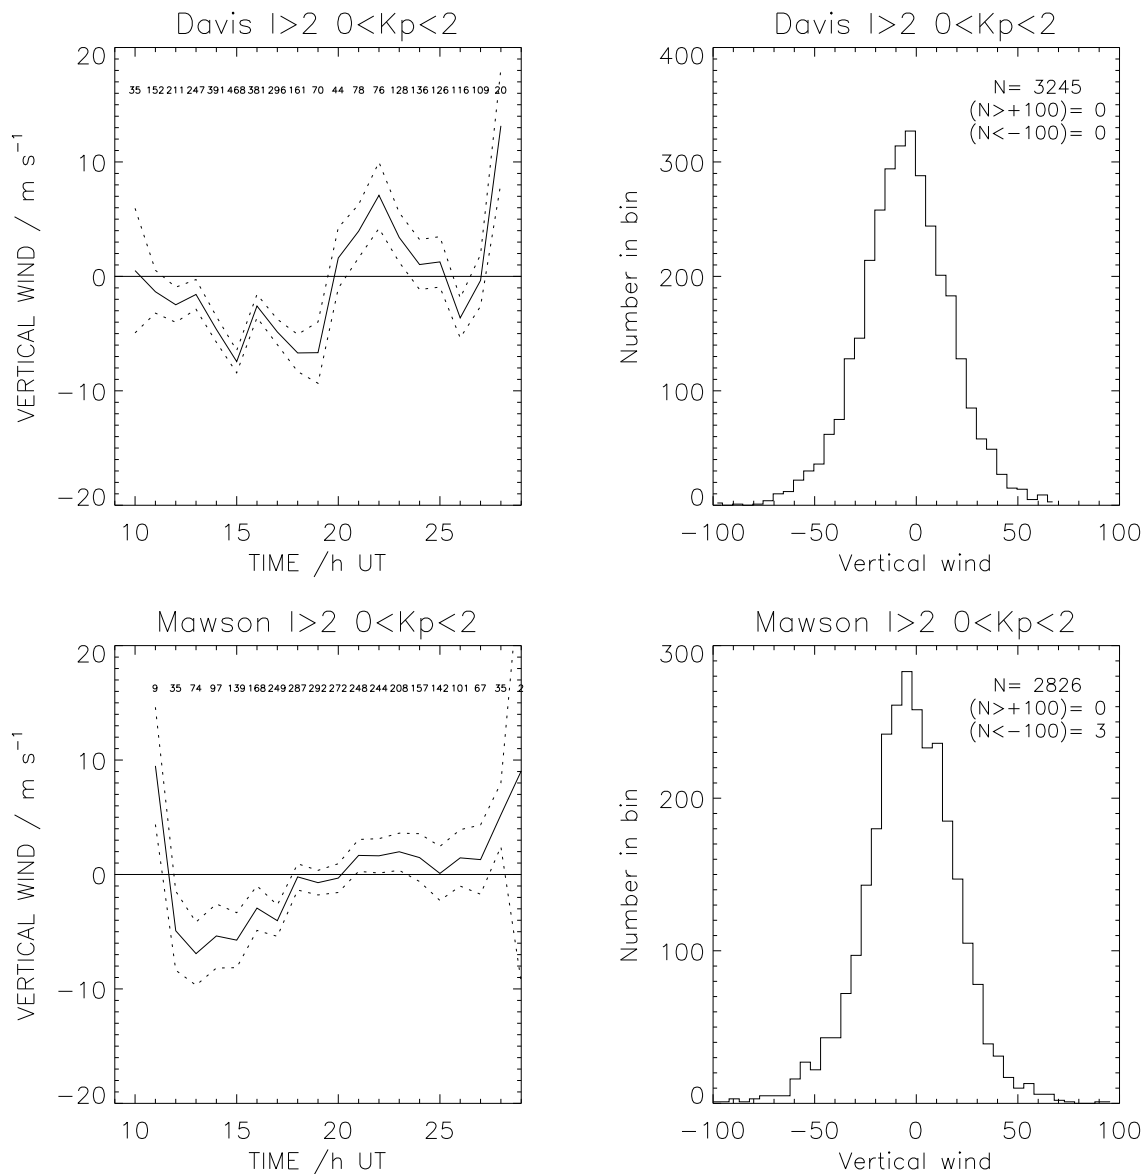 Davis I>2 0<Kp<2
20
10
0
−10
−20
VERTICAL WIND / m s⁻¹
35 152 211 247 391 468 381 296 161 70 44 78 76 128 136 126 116 109 20
10 15 20 25
TIME /h UT
Davis I>2 0<Kp<2
400
300
200
100
0
Number in bin
N= 3245
(N>+100)= 0
(N<−100)= 0
−100 −50 0 50 100
Vertical wind
Mawson I>2 0<Kp<2
20
10
0
−10
−20
VERTICAL WIND / m s⁻¹
9 35 74 97 139 168 249 287 292 272 248 244 208 157 142 101 67 35 2
10 15 20 25
TIME /h UT
Mawson I>2 0<Kp<2
300
200
100
0
Number in bin
N= 2826
(N>+100)= 0
(N<−100)= 3
−100 −50 0 50 100
Vertical wind